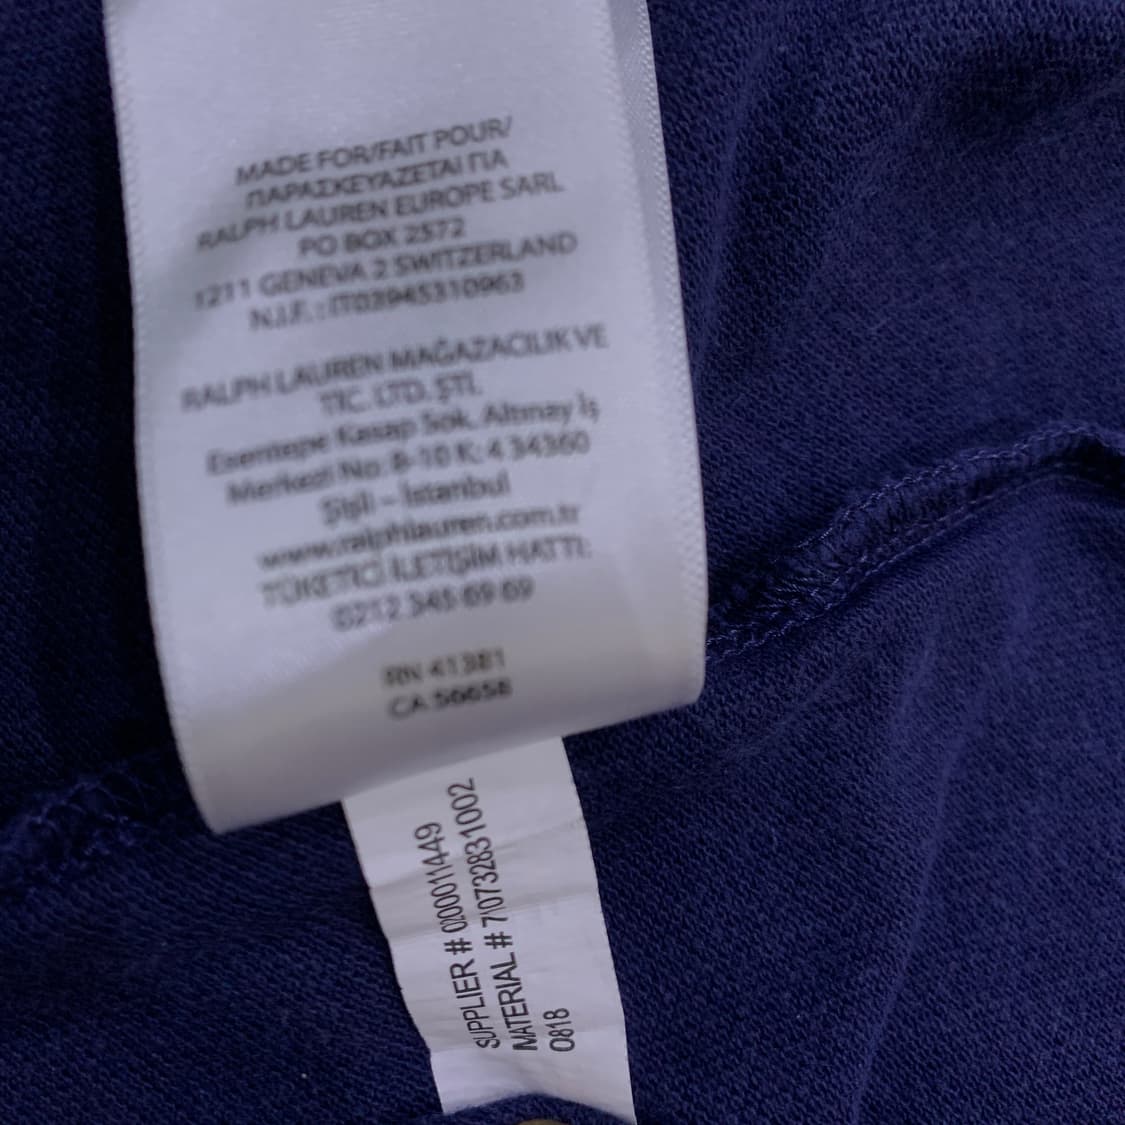 MADE FOR/FAIT POUR/
ΠΑΡΑΣΚΕΥΑΖΕΤΑΙ ΓΙΑ
RALPH LAUREN EUROPE SARL
PO BOX 2572
1211 GENEVA 2 SWITZERLAND
N.I.F. : IT03945310963
RALPH LAUREN MAĞAZACILIK VE
TİC. LTD. ŞTİ.
Esentepe Kasap Sok. Altınay İş
Merkezi No: 8-10 K: 4 34360
Şişli – İstanbul
www.ralphlauren.com.tr
TÜKETİCİ İLETİŞİM HATTI:
0212 345 69 69
RN 41381
CA 56658
SUPPLIER # 000011449
MATERIAL # 710732831002
0818